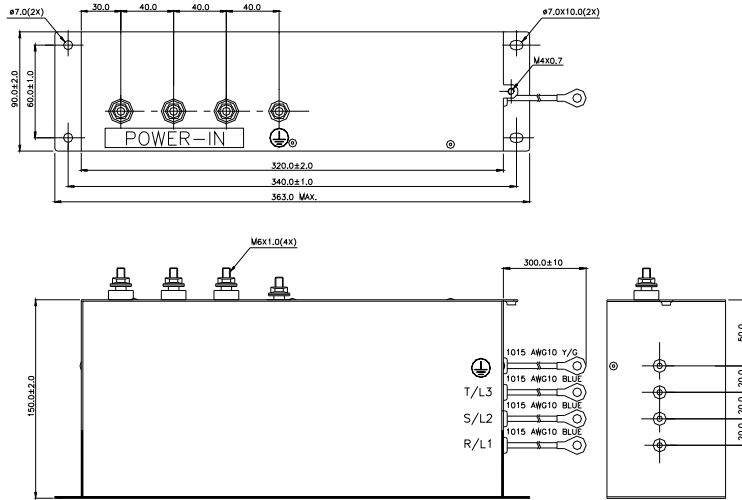 ø7.0(2X)
30.0
40.0
40.0
40.0
ø7.0X10.0(2X)
M4X0.7
90.0±2.0
60.0±1.0
POWER-IN
320.0±2.0
340.0±1.0
363.0 MAX.
M6X1.0(4X)
300.0±10
150.0±2.0
1015 AWG10 Y/G
1015 AWG10 BLUE
T/L3
1015 AWG10 BLUE
S/L2
1015 AWG10 BLUE
R/L1
50.0
20.0
20.0
20.0